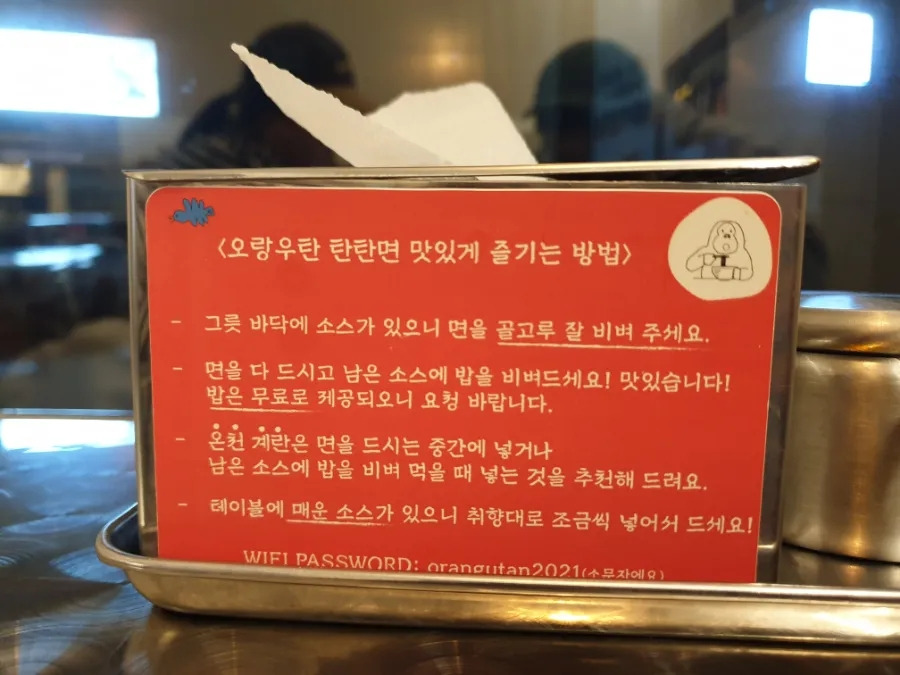 <오랑우탄 탄탄면 맛있게 즐기는 방법>
- 그릇 바닥에 소스가 있으니 면을 골고루 잘 비벼 주세요.
- 면을 다 드시고 남은 소스에 밥을 비벼드세요! 맛있습니다!
밥은 무료로 제공되오니 요청 바랍니다.
- 온천 계란은 면을 드시는 중간에 넣거나
남은 소스에 밥을 비벼 먹을 때 넣는 것을 추천해 드려요.
- 테이블에 매운 소스가 있으니 취향대로 조금씩 넣어서 드세요!
WIFI PASSWORD: orangutan2021(소문자에요)